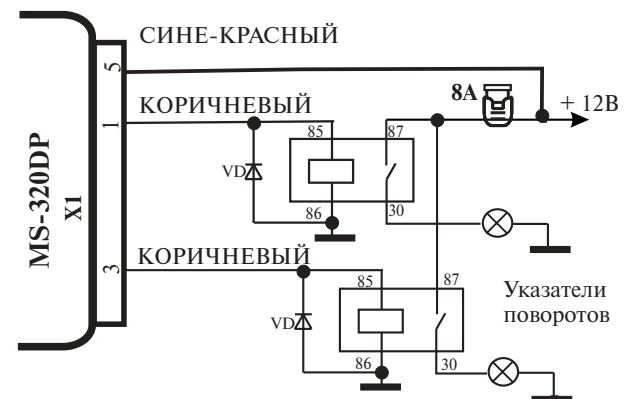 СИНЕ-КРАСНЫЙ
5
8А
+ 12В
КОРИЧНЕВЫЙ
1
85
87
VD
86
30
MS-320DP
X1
КОРИЧНЕВЫЙ
3
85
87
Указатели
поворотов
VD
86
30